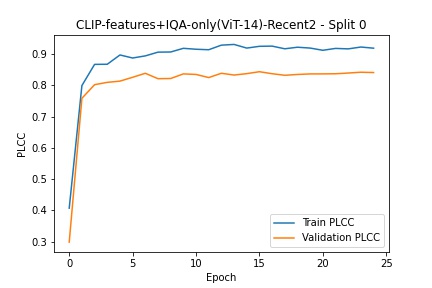 CLIP-features+IQA-only(ViT-14)-Recent2 - Split 0
PLCC
0.9
0.8
0.7
0.6
0.5
0.4
0.3
Train PLCC
Validation PLCC
0 5 10 15 20 25
Epoch